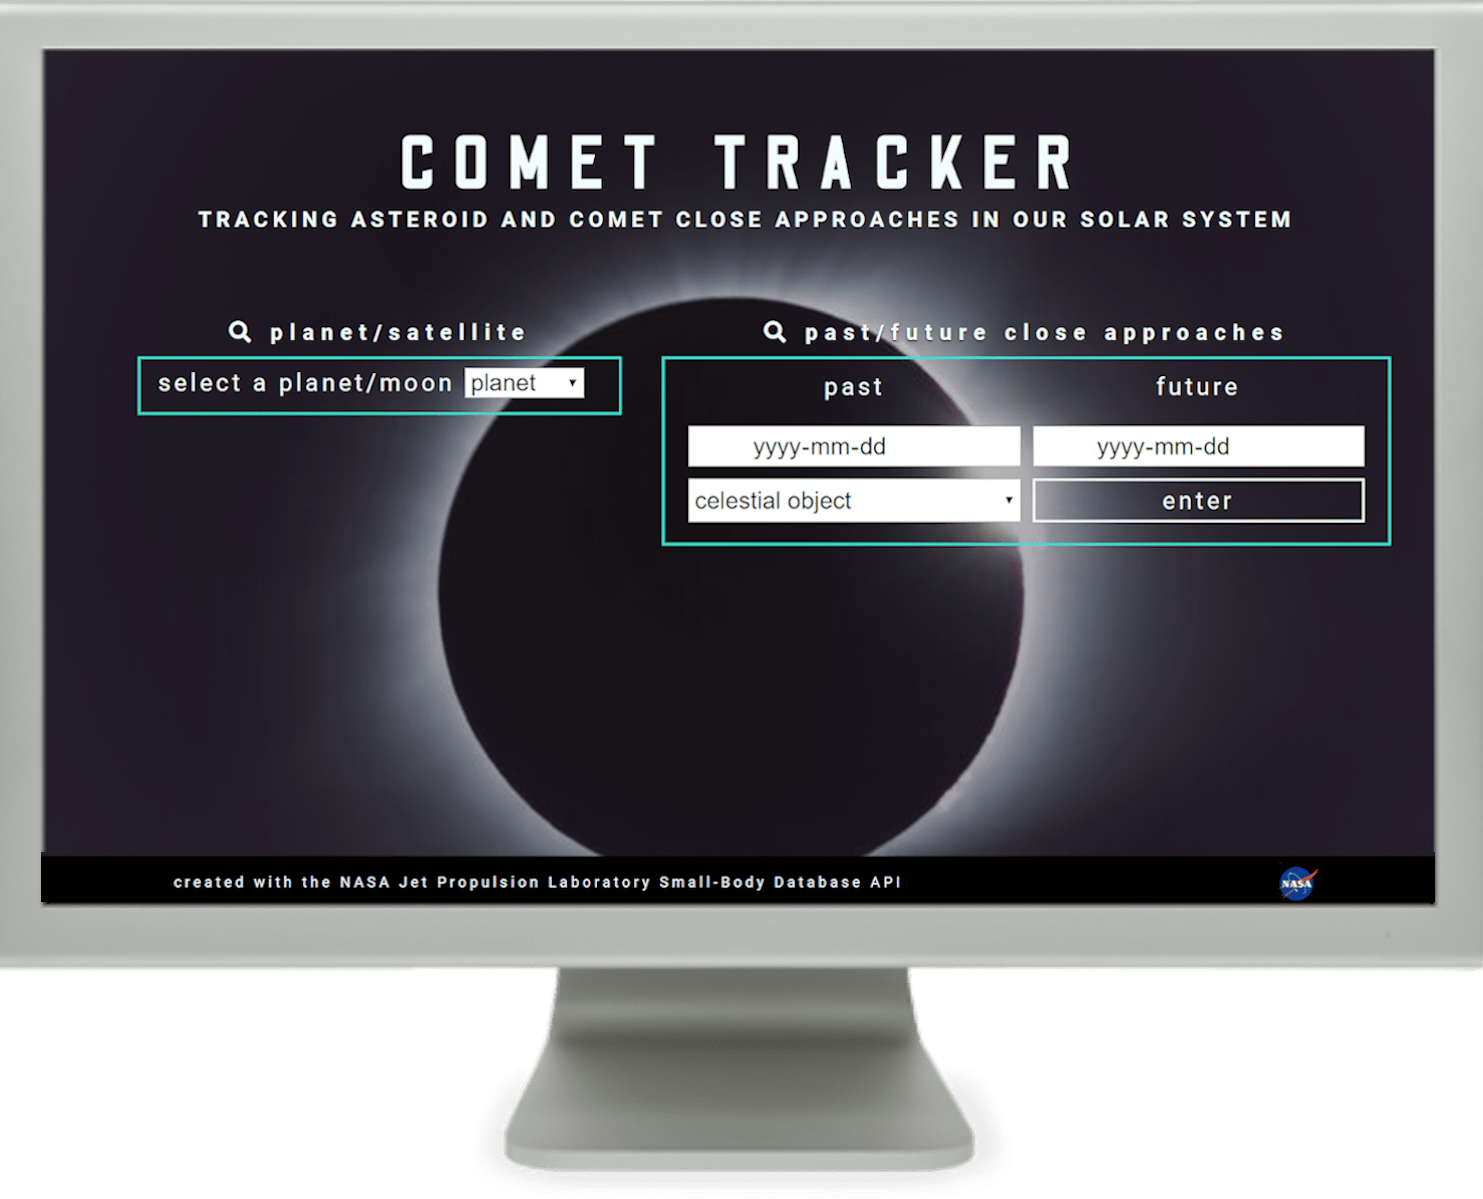 COMET TRACKER
TRACKING ASTEROID AND COMET CLOSE APPROACHES IN OUR SOLAR SYSTEM
planet/satellite
select a planet/moon planet
past/future close approaches
past future
yyyy-mm-dd yyyy-mm-dd
celestial object enter
created with the NASA Jet Propulsion Laboratory Small-Body Database API
NASA